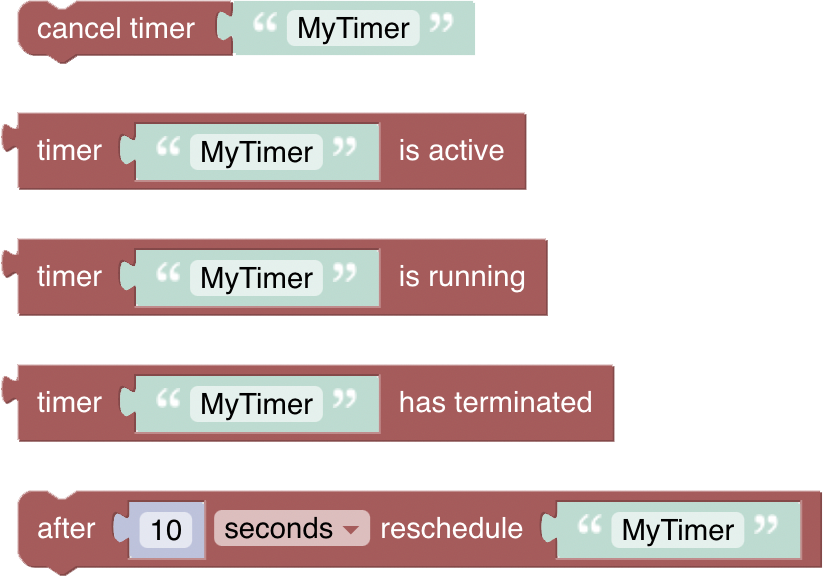 cancel timer “ MyTimer ”
timer “ MyTimer ” is active
timer “ MyTimer ” is running
timer “ MyTimer ” has terminated
after 10 seconds reschedule “ MyTimer ”